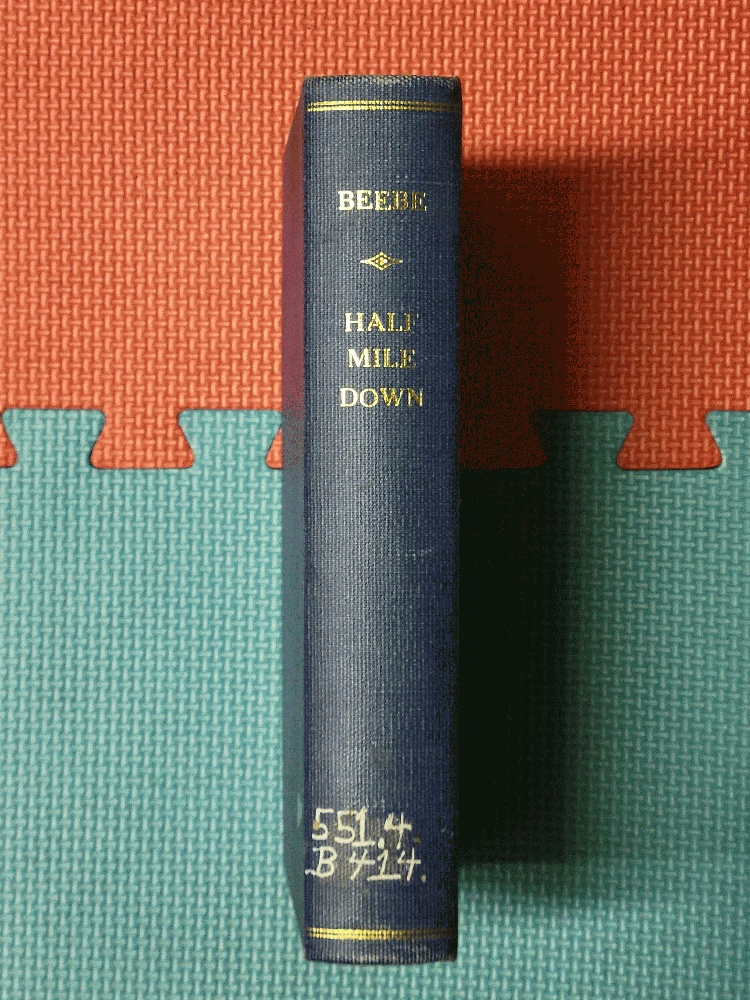 BEEBE
HALF
MILE
DOWN
551.4.
B414.